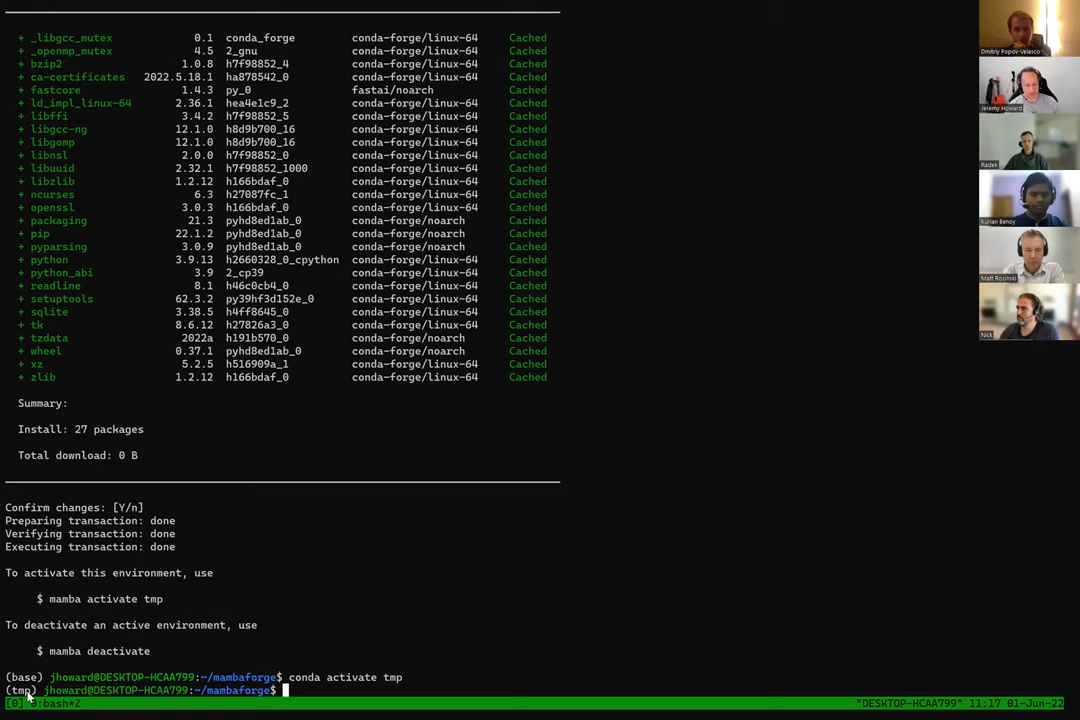 + _libgcc_mutex 0.1 conda_forge conda-forge/linux-64 Cached
+ _openmp_mutex 4.5 2_gnu conda-forge/linux-64 Cached
+ bzip2 1.0.8 h7f98852_4 conda-forge/linux-64 Cached
+ ca-certificates 2022.5.18.1 ha878542_0 conda-forge/linux-64 Cached
+ fastcore 1.4.3 py_0 fastai/noarch Cached
+ ld_impl_linux-64 2.36.1 hea4e1c9_2 conda-forge/linux-64 Cached
+ libffi 3.4.2 h7f98852_5 conda-forge/linux-64 Cached
+ libgcc-ng 12.1.0 h8d9b700_16 conda-forge/linux-64 Cached
+ libgomp 12.1.0 h8d9b700_16 conda-forge/linux-64 Cached
+ libnsl 2.0.0 h7f98852_0 conda-forge/linux-64 Cached
+ libuuid 2.32.1 h7f98852_1000 conda-forge/linux-64 Cached
+ libzlib 1.2.12 h166bdaf_0 conda-forge/linux-64 Cached
+ ncurses 6.3 h27087fc_1 conda-forge/linux-64 Cached
+ openssl 3.0.3 h166bdaf_0 conda-forge/linux-64 Cached
+ packaging 21.3 pyhd8ed1ab_0 conda-forge/noarch Cached
+ pip 22.1.2 pyhd8ed1ab_0 conda-forge/noarch Cached
+ pyparsing 3.0.9 pyhd8ed1ab_0 conda-forge/noarch Cached
+ python 3.9.13 h2660328_0_cpython conda-forge/linux-64 Cached
+ python_abi 3.9 2_cp39 conda-forge/linux-64 Cached
+ readline 8.1 h46c0cb4_0 conda-forge/linux-64 Cached
+ setuptools 62.3.2 py39hf3d152e_0 conda-forge/linux-64 Cached
+ sqlite 3.38.5 h4ff8645_0 conda-forge/linux-64 Cached
+ tk 8.6.12 h27826a3_0 conda-forge/linux-64 Cached
+ tzdata 2022a h191b570_0 conda-forge/noarch Cached
+ wheel 0.37.1 pyhd8ed1ab_0 conda-forge/noarch Cached
+ xz 5.2.5 h516909a_1 conda-forge/linux-64 Cached
+ zlib 1.2.12 h166bdaf_0 conda-forge/linux-64 Cached
Summary:
Install: 27 packages
Total download: 0 B
Confirm changes: [Y/n]
Preparing transaction: done
Verifying transaction: done
Executing transaction: done
To activate this environment, use
$ mamba activate tmp
To deactivate an active environment, use
$ mamba deactivate
(base) jhoward@DESKTOP-HCAA799:~/mambaforge$ conda activate tmp
(tmp) jhoward@DESKTOP-HCAA799:~/mambaforge$
[0] 0:bash*Z "DESKTOP-HCAA799" 11:17 01-Jun-22
Dmitriy Popov-Velasco
Jeremy Howard
Radek
Kurian Benoy
Matt Rosinski
Nick